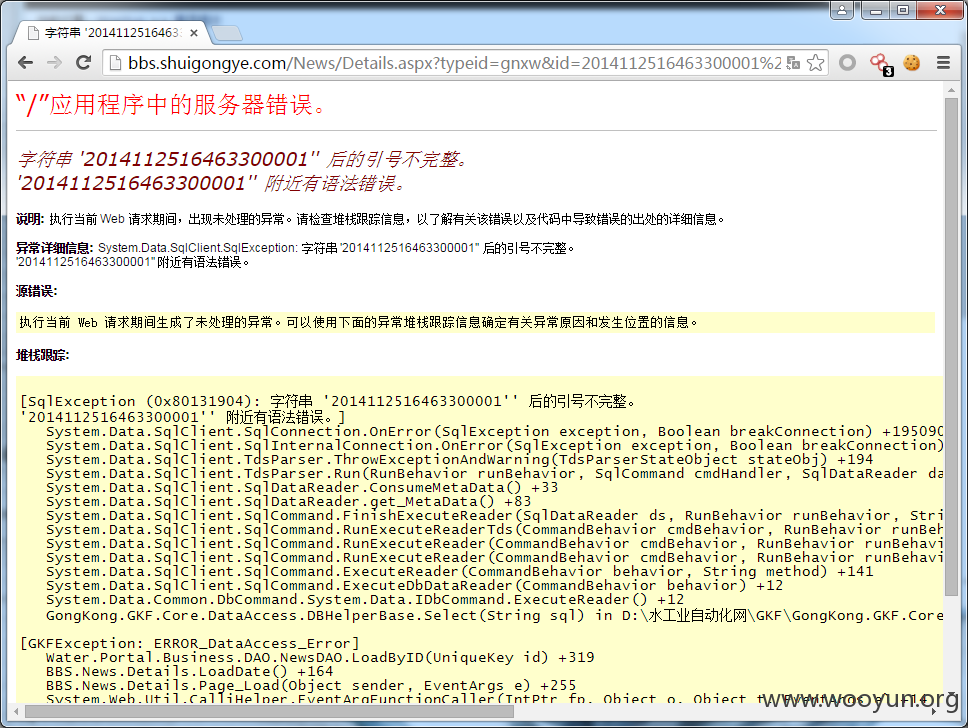 字符串 '2014112516463
bbs.shuigongye.com/News/Details.aspx?typeid=gnxw&id=2014112516463300001%2
3
“/”应用程序中的服务器错误。
字符串 '2014112516463300001'' 后的引号不完整。
'2014112516463300001'' 附近有语法错误。
说明: 执行当前 Web 请求期间，出现未处理的异常。请检查堆栈跟踪信息，以了解有关该错误以及代码中导致错误的出处的详细信息。
异常详细信息: System.Data.SqlClient.SqlException: 字符串 '2014112516463300001'' 后的引号不完整。
'2014112516463300001'' 附近有语法错误。
源错误:
执行当前 Web 请求期间生成了未处理的异常。可以使用下面的异常堆栈跟踪信息确定有关异常原因和发生位置的信息。
堆栈跟踪:
[SqlException (0x80131904): 字符串 '2014112516463300001'' 后的引号不完整。
'2014112516463300001'' 附近有语法错误。]
System.Data.SqlClient.SqlConnection.OnError(SqlException exception, Boolean breakConnection) +195090
System.Data.SqlClient.SqlInternalConnection.OnError(SqlException exception, Boolean breakConnection)
System.Data.SqlClient.TdsParser.ThrowExceptionAndWarning(TdsParserStateObject stateObj) +194
System.Data.SqlClient.TdsParser.Run(RunBehavior runBehavior, SqlCommand cmdHandler, SqlDataReader da
System.Data.SqlClient.SqlDataReader.ConsumeMetaData() +33
System.Data.SqlClient.SqlDataReader.get_MetaData() +83
System.Data.SqlClient.SqlCommand.FinishExecuteReader(SqlDataReader ds, RunBehavior runBehavior, Stri
System.Data.SqlClient.SqlCommand.RunExecuteReaderTds(CommandBehavior cmdBehavior, RunBehavior runBeh
System.Data.SqlClient.SqlCommand.RunExecuteReader(CommandBehavior cmdBehavior, RunBehavior runBehavi
System.Data.SqlClient.SqlCommand.RunExecuteReader(CommandBehavior cmdBehavior, RunBehavior runBehavi
System.Data.SqlClient.SqlCommand.ExecuteReader(CommandBehavior behavior, String method) +141
System.Data.SqlClient.SqlCommand.ExecuteDbDataReader(CommandBehavior behavior) +12
System.Data.Common.DbCommand.System.Data.IDbCommand.ExecuteReader() +12
GongKong.GKF.Core.DataAccess.DBHelperBase.Select(String sql) in D:\水工业自动化网\GKF\GongKong.GKF.Core
[GKFException: ERROR_DataAccess_Error]
Water.Portal.Business.DAO.NewsDAO.LoadByID(UniqueKey id) +319
BBS.News.Details.LoadDate() +164
BBS.News.Details.Page_Load(Object sender, EventArgs e) +255
System.Web.Util.CalliHelper.EventArgFunctionCaller(IntPtr fp, Object o, Object t, EventArgs e) +14
www.wooyun.org